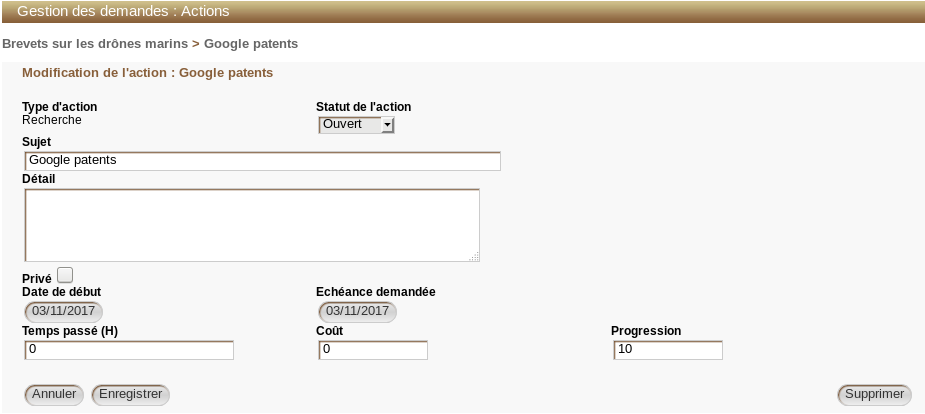 Gestion des demandes : Actions
Brevets sur les drônes marins > Google patents
Modification de l'action : Google patents
Type d'action Statut de l'action
Recherche Ouvert
Sujet
Google patents
Détail
Privé
Date de début Echéance demandée
03/11/2017 03/11/2017
Temps passé (H) Coût Progression
0 0 10
Annuler Enregistrer Supprimer